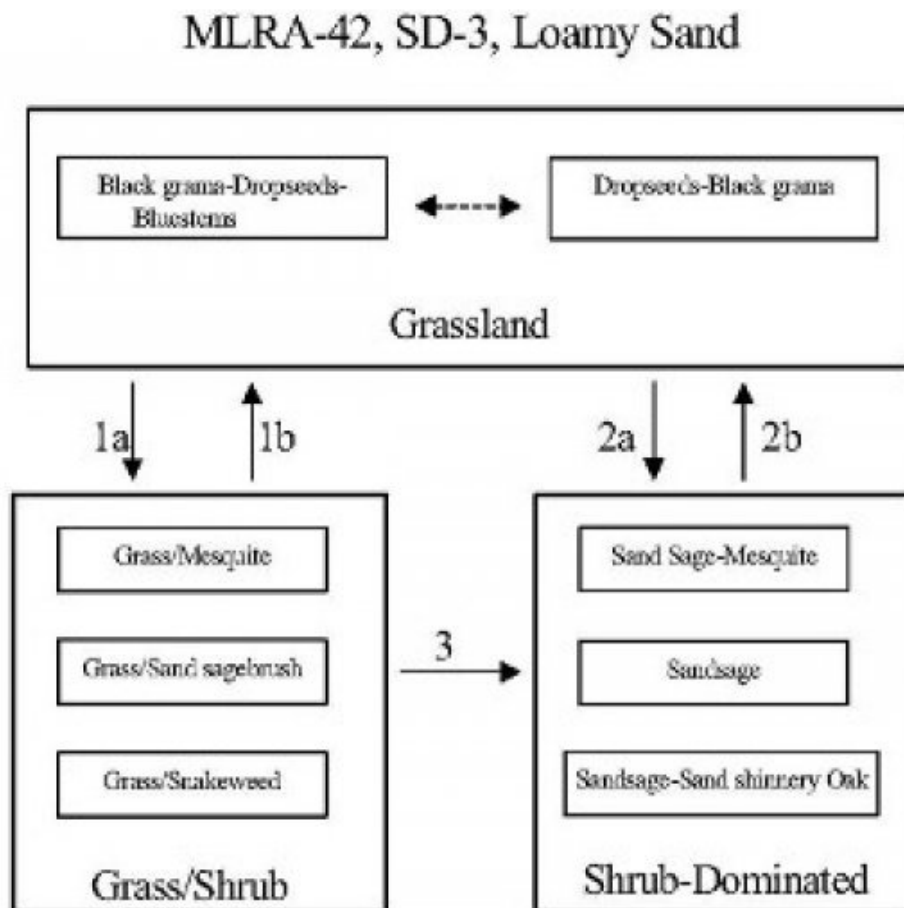 MLRA-42, SD-3, Loamy Sand
Black grama-Dropseeds-
Bluestems
Dropseeds-Black grama
Grassland
1a
1b
2a
2b
Grass/Mesquite
Grass/Sand sagebrush
Grass/Snakeweed
Grass/Shrub
3
Sand Sage-Mesquite
Sandsage
Sandsage-Sand shinnery Oak
Shrub-Dominated